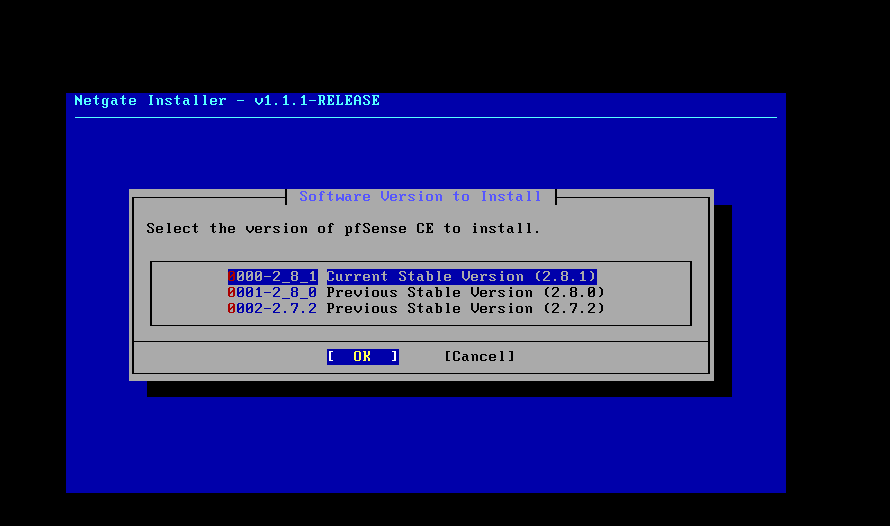 Netgate Installer - v1.1.1-RELEASE
Software Version to Install
Select the version of pfSense CE to install.
0000-2_8_1 Current Stable Version (2.8.1)
0001-2_8_0 Previous Stable Version (2.8.0)
0002-2.7.2 Previous Stable Version (2.7.2)
[ OK ] [Cancel]